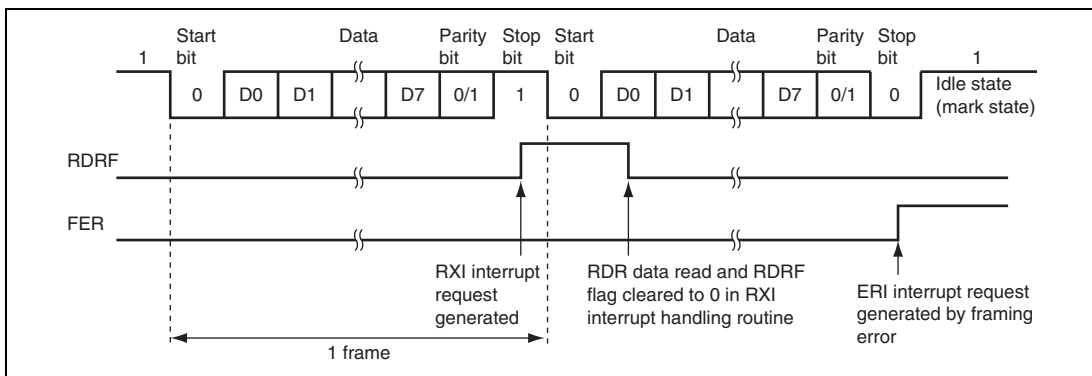 Start bit
Data
Parity bit
Stop bit
Start bit
Data
Parity bit
Stop bit
1
1
0
D0
D1
D7
0/1
1
0
D0
D1
D7
0/1
0
Idle state
(mark state)
RDRF
FER
RXI interrupt
request
generated
RDR data read and RDRF
flag cleared to 0 in RXI
interrupt handling routine
ERI interrupt request
generated by framing
error
1 frame